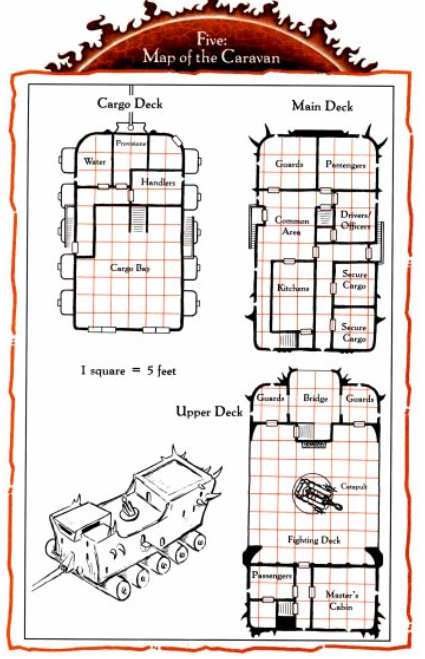 Five:
Map of the Caravan
Cargo Deck
Provisions
Water
Handlers
Cargo Bay
Main Deck
Guards
Passengers
Common
Area
Drivers/
Officers
Kitchens
Secure
Cargo
Secure
Cargo
1 square = 5 feet
Upper Deck
Guards
Bridge
Guards
Catapult
Fighting Deck
Passengers
Master's
Cabin